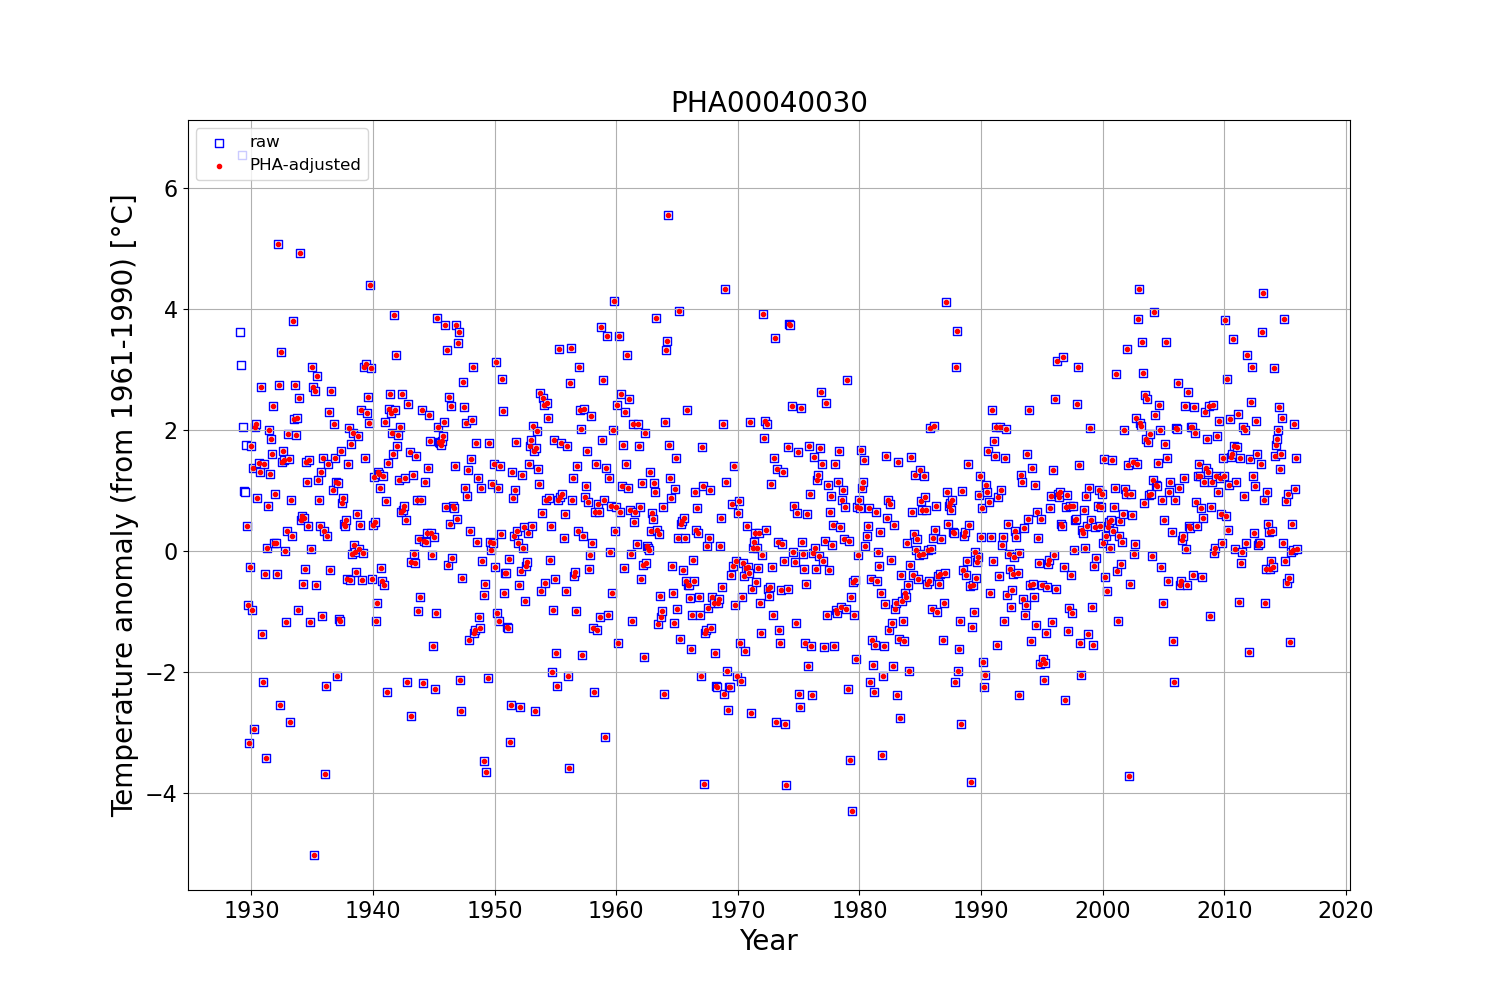 PHA00040030
raw
PHA-adjusted
Temperature anomaly (from 1961-1990) [°C]
6
4
2
0
−2
−4
1930 1940 1950 1960 1970 1980 1990 2000 2010 2020
Year